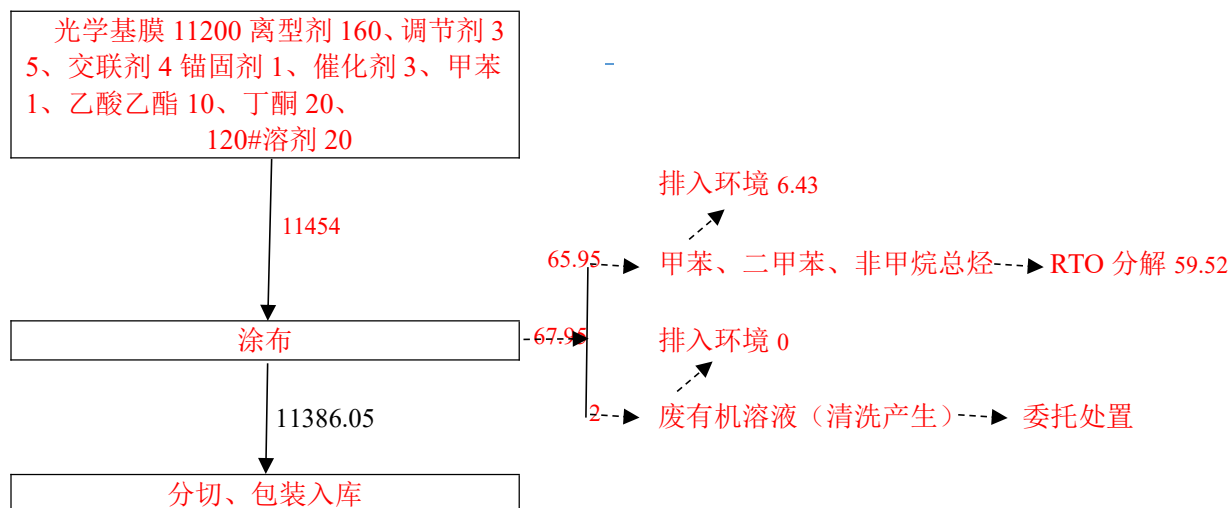 光学基膜 11200 离型剂 160、调节剂 3
5、交联剂 4 锚固剂 1、催化剂 3、甲苯
1、乙酸乙酯 10、丁酮 20、
120#溶剂 20
排入环境 6.43
11454
65.95
甲苯、二甲苯、非甲烷总烃
RTO 分解 59.52
涂布
67.95
排入环境 0
11386.05
2
废有机溶液（清洗产生）
委托处置
分切、包装入库